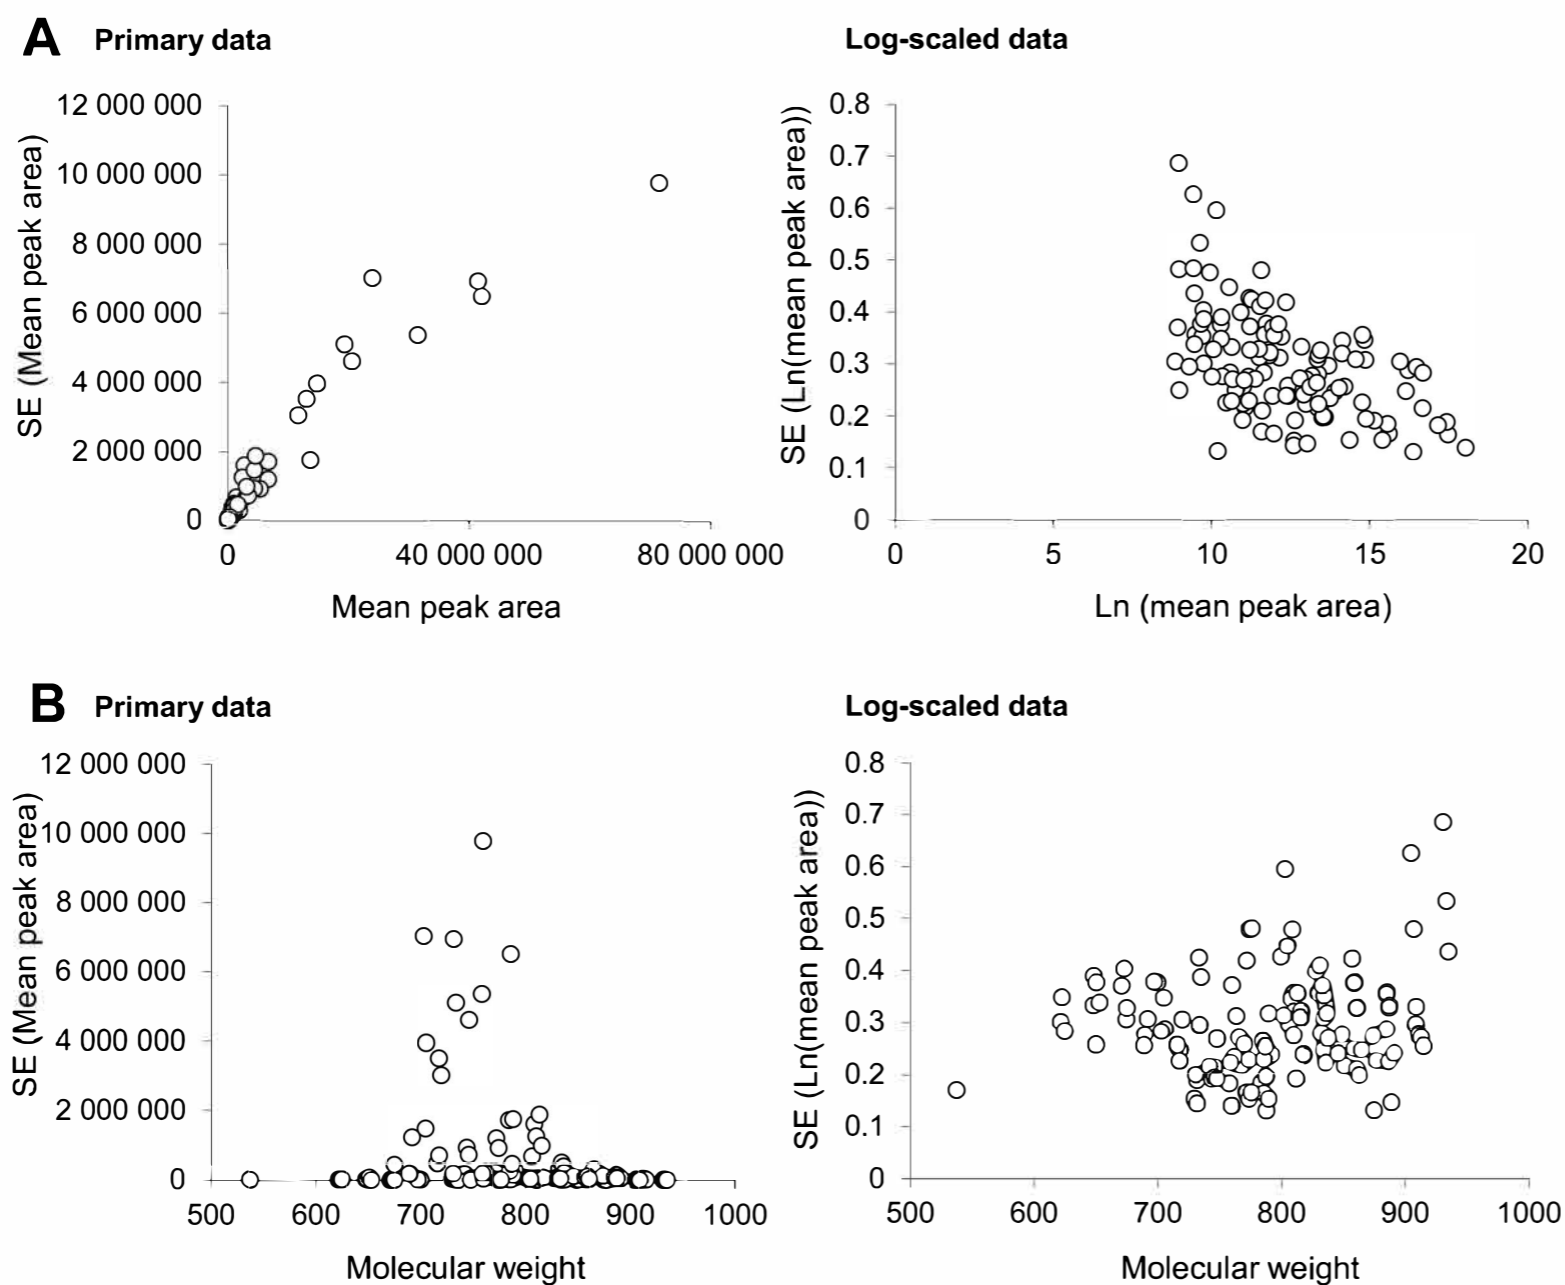 A Primary data
Log-scaled data
SE (Mean peak area)
12 000 000
10 000 000
8 000 000
6 000 000
4 000 000
2 000 000
0
0 40 000 000 80 000 000
Mean peak area
SE (Ln(mean peak area))
0.8
0.7
0.6
0.5
0.4
0.3
0.2
0.1
0
0 5 10 15 20
Ln (mean peak area)
B Primary data
Log-scaled data
SE (Mean peak area)
12 000 000
10 000 000
8 000 000
6 000 000
4 000 000
2 000 000
0
500 600 700 800 900 1000
Molecular weight
SE (Ln(mean peak area))
0.8
0.7
0.6
0.5
0.4
0.3
0.2
0.1
0
500 600 700 800 900 1000
Molecular weight